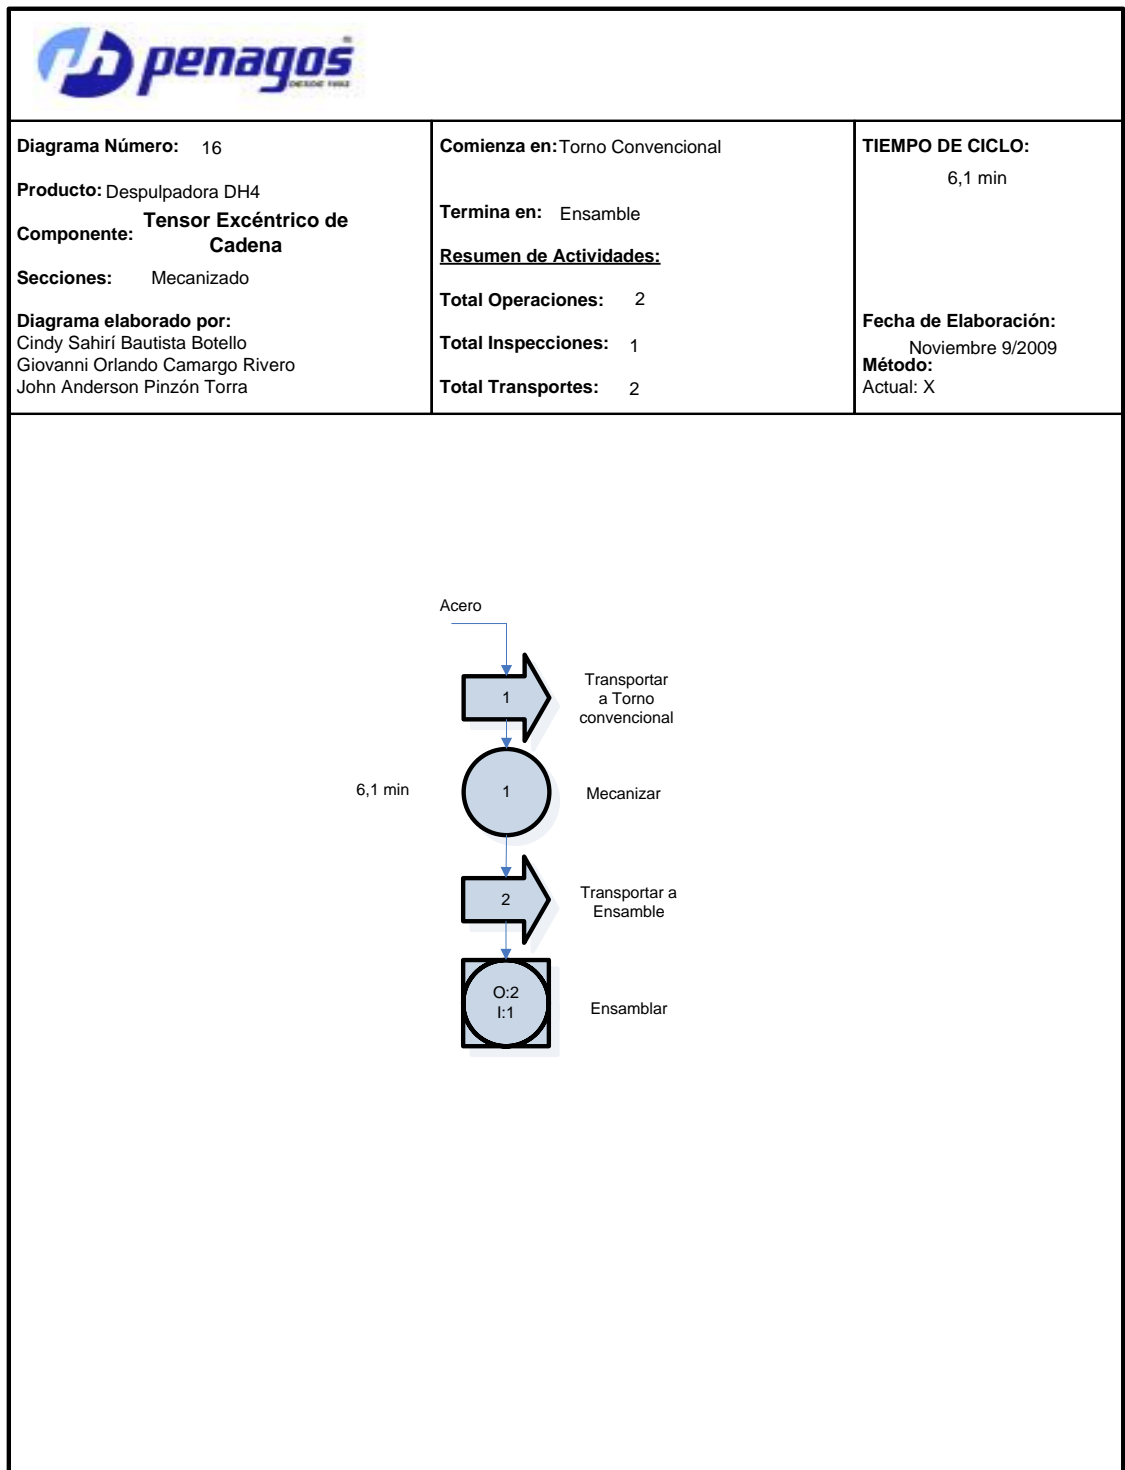 penagos
DESDE 1892
Diagrama Número: 16
Producto: Despulpadora DH4
Componente: Tensor Excéntrico de
Cadena
Secciones: Mecanizado
Diagrama elaborado por:
Cindy Sahirí Bautista Botello
Giovanni Orlando Camargo Rivero
John Anderson Pinzón Torra
Comienza en: Torno Convencional
Termina en: Ensamble
Resumen de Actividades:
Total Operaciones: 2
Total Inspecciones: 1
Total Transportes: 2
TIEMPO DE CICLO:
6,1 min
Fecha de Elaboración:
Noviembre 9/2009
Método:
Actual: X
Acero
1
Transportar
a Torno
convencional
6,1 min
1
Mecanizar
2
Transportar a
Ensamble
O:2
I:1
Ensamblar